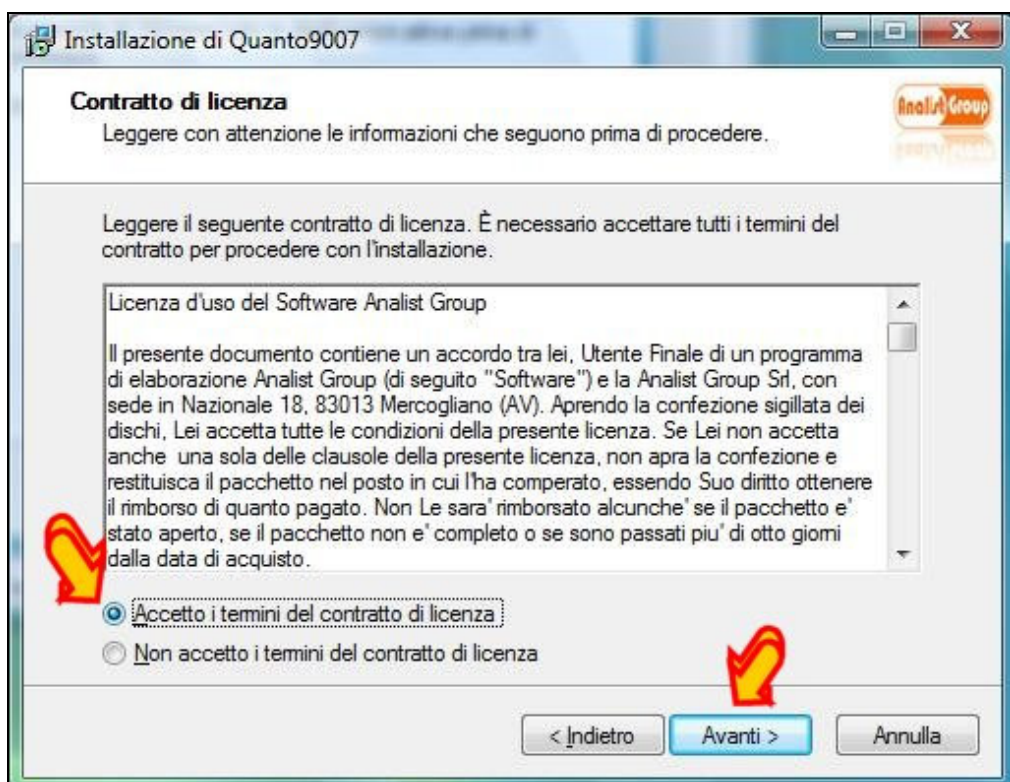 Installazione di Quanto9007
Contratto di licenza
Leggere con attenzione le informazioni che seguono prima di procedere.
Analist Group
Leggere il seguente contratto di licenza. È necessario accettare tutti i termini del
contratto per procedere con l'installazione.
Licenza d'uso del Software Analist Group
Il presente documento contiene un accordo tra lei, Utente Finale di un programma
di elaborazione Analist Group (di seguito "Software") e la Analist Group Srl, con
sede in Nazionale 18, 83013 Mercogliano (AV). Aprendo la confezione sigillata dei
dischi, Lei accetta tutte le condizioni della presente licenza. Se Lei non accetta
anche  una sola delle clausole della presente licenza, non apra la confezione e
restituisca il pacchetto nel posto in cui l'ha comperato, essendo Suo diritto ottenere
il rimborso di quanto pagato. Non Le sara' rimborsato alcunche' se il pacchetto e'
stato aperto, se il pacchetto non e' completo o se sono passati piu' di otto giorni
dalla data di acquisto.
Accetto i termini del contratto di licenza
Non accetto i termini del contratto di licenza
< Indietro
Avanti >
Annulla